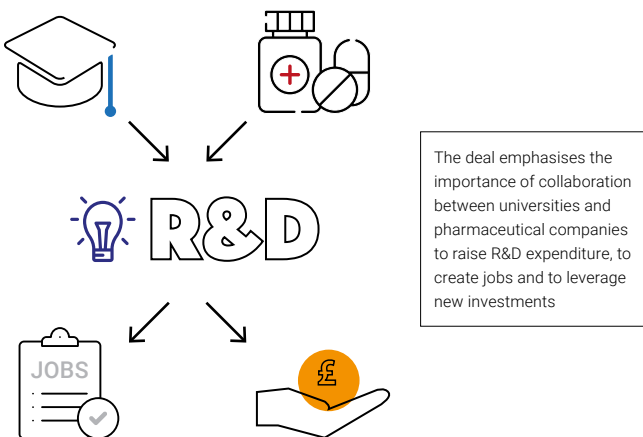 R&D
The deal emphasises the
importance of collaboration
between universities and
pharmaceutical companies
to raise R&D expenditure, to
create jobs and to leverage
new investments
JOBS
£